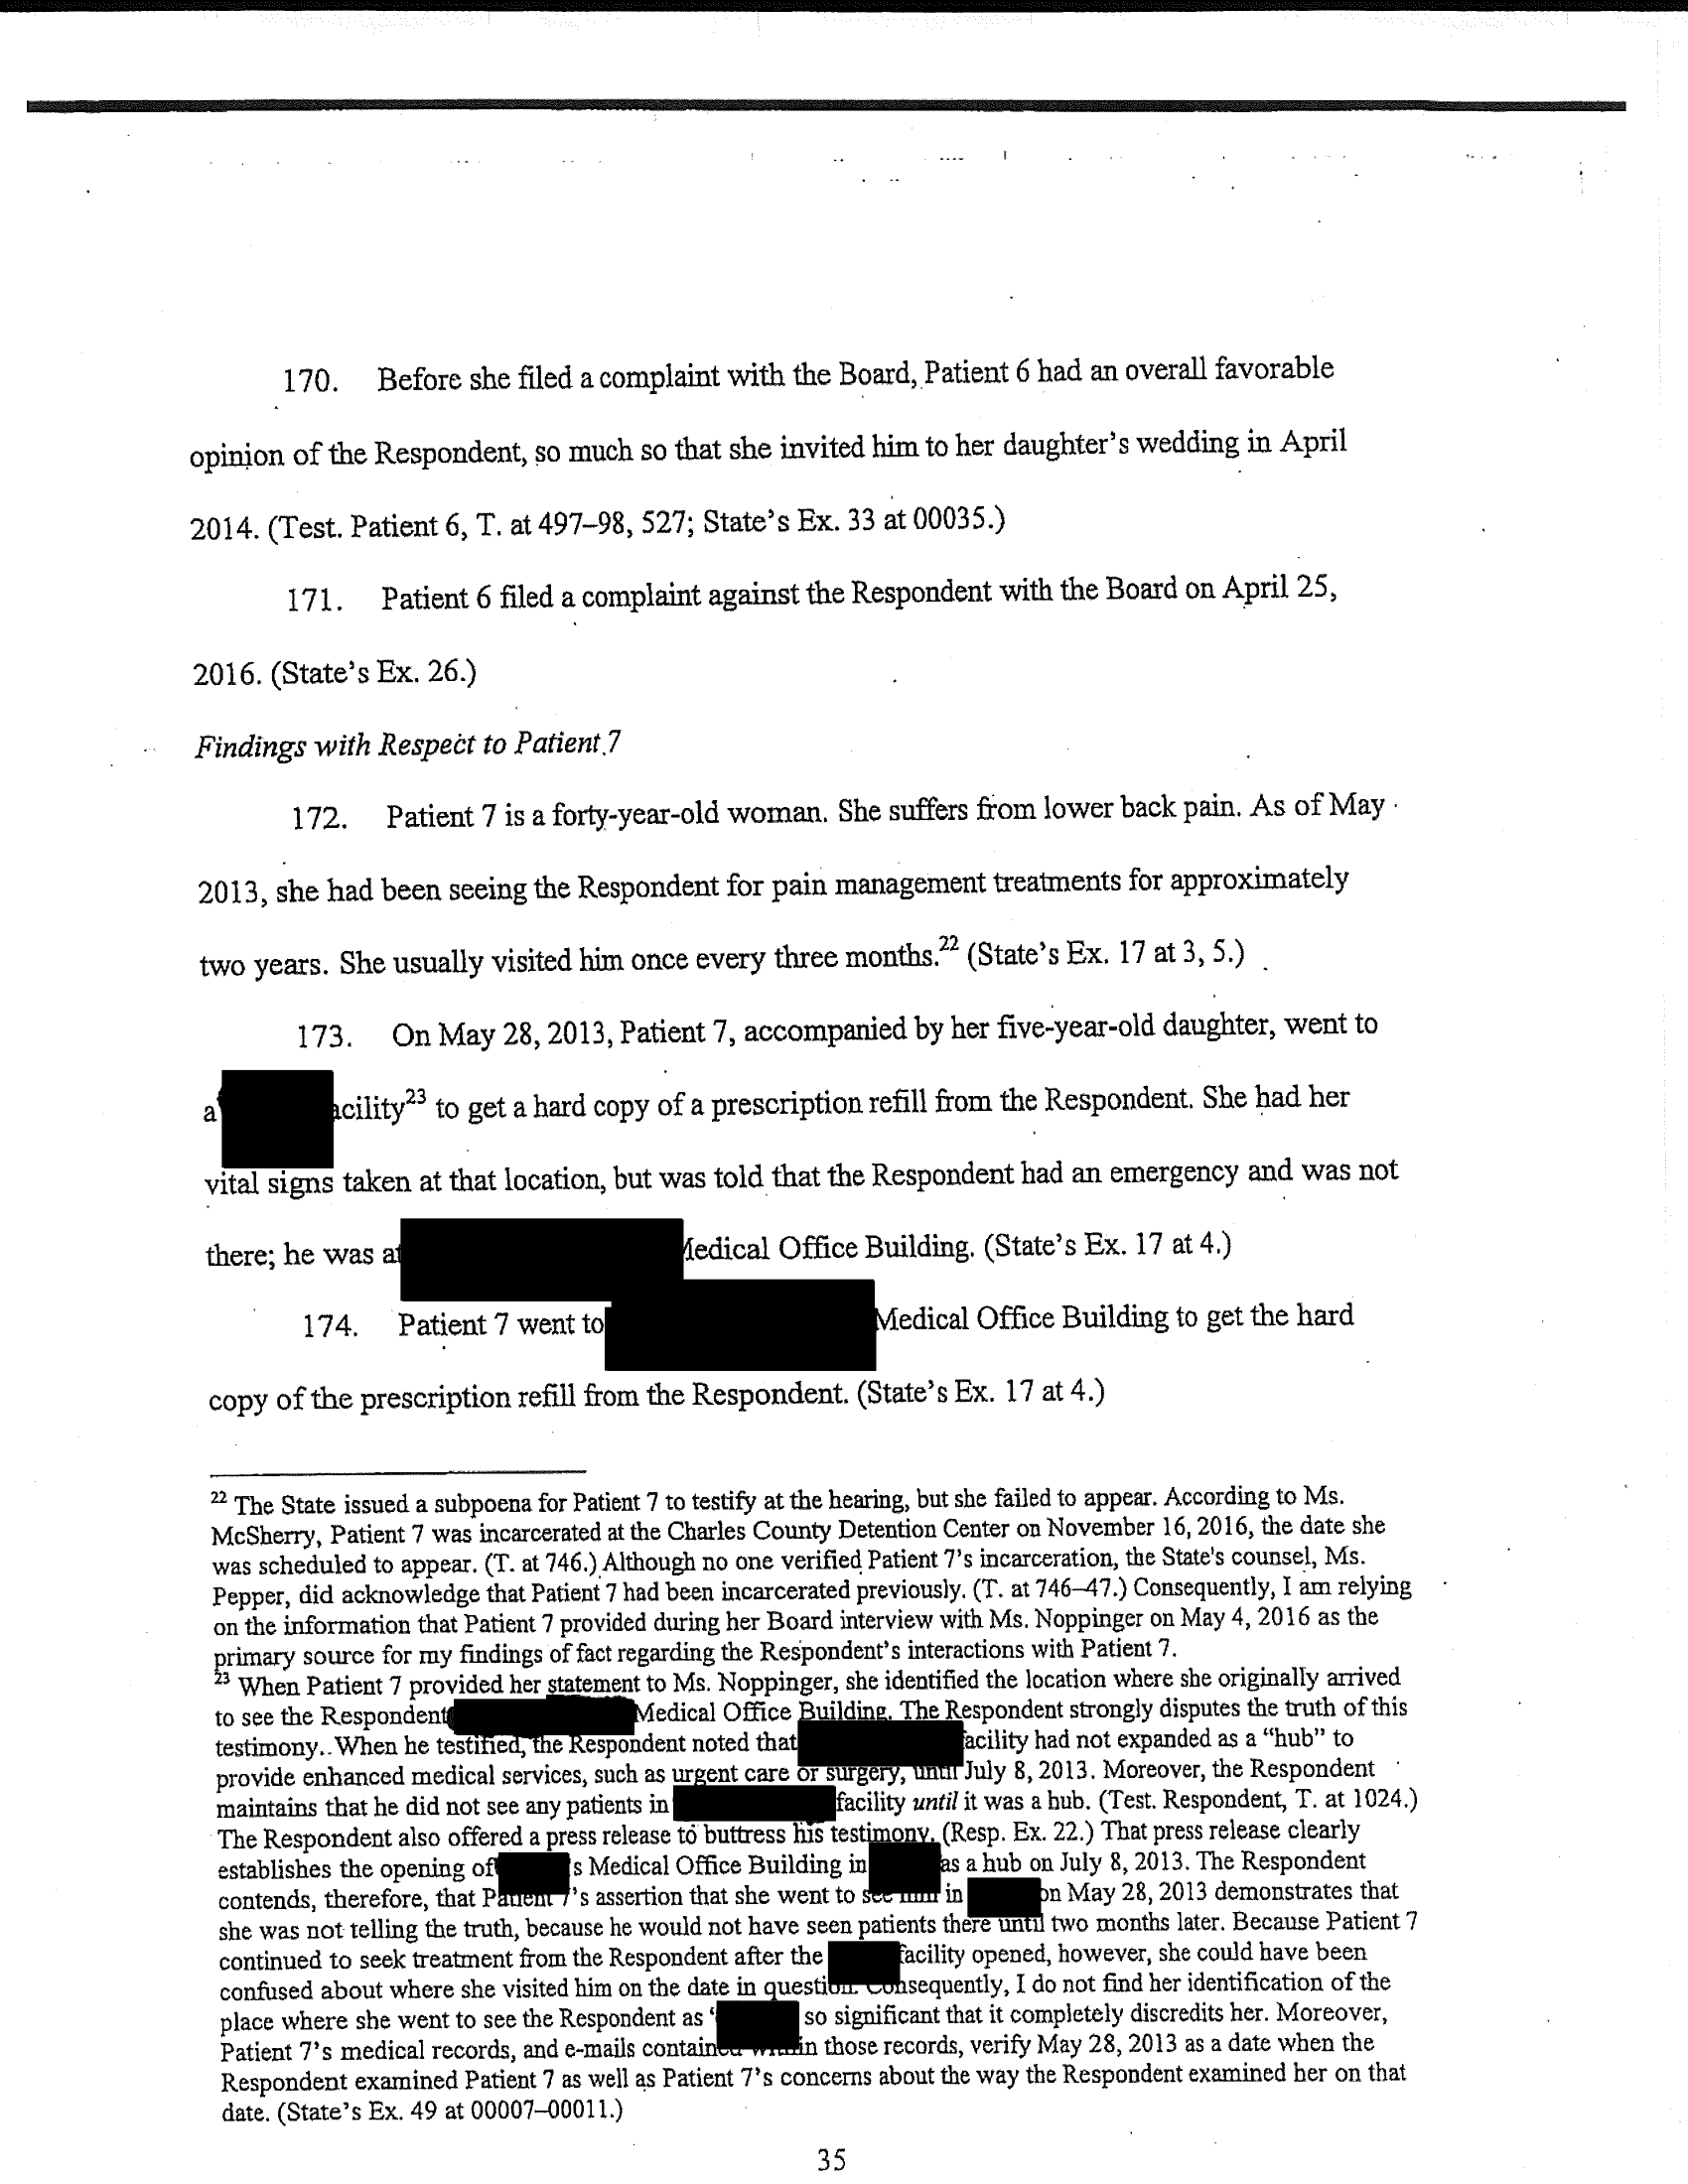 170. Before she filed a complaint with the Board, Patient 6 had an overall favorable
opinion of the Respondent, so much so that she invited him to her daughter's wedding in April
2014. (Test. Patient 6, T. at 497–98, 527; State's Ex. 33 at 00035.)
171. Patient 6 filed a complaint against the Respondent with the Board on April 25,
2016. (State's Ex. 26.)
Findings with Respect to Patient 7
172. Patient 7 is a forty-year-old woman. She suffers from lower back pain. As of May
2013, she had been seeing the Respondent for pain management treatments for approximately
two years. She usually visited him once every three months.22 (State's Ex. 17 at 3, 5.)
173. On May 28, 2013, Patient 7, accompanied by her five-year-old daughter, went to
a acility23 to get a hard copy of a prescription refill from the Respondent. She had her
vital signs taken at that location, but was told that the Respondent had an emergency and was not
there; he was at Medical Office Building. (State's Ex. 17 at 4.)
174. Patient 7 went to Medical Office Building to get the hard
copy of the prescription refill from the Respondent. (State's Ex. 17 at 4.)
22 The State issued a subpoena for Patient 7 to testify at the hearing, but she failed to appear. According to Ms.
McSherry, Patient 7 was incarcerated at the Charles County Detention Center on November 16, 2016, the date she
was scheduled to appear. (T. at 746.) Although no one verified Patient 7's incarceration, the State's counsel, Ms.
Pepper, did acknowledge that Patient 7 had been incarcerated previously. (T. at 746–47.) Consequently, I am relying
on the information that Patient 7 provided during her Board interview with Ms. Noppinger on May 4, 2016 as the
primary source for my findings of fact regarding the Respondent's interactions with Patient 7.
23 When Patient 7 provided her statement to Ms. Noppinger, she identified the location where she originally arrived
to see the Respondent Medical Office Building. The Respondent strongly disputes the truth of this
testimony. When he testified, the Respondent noted that acility had not expanded as a "hub" to
provide enhanced medical services, such as urgent care or surgery, until July 8, 2013. Moreover, the Respondent
maintains that he did not see any patients in facility until it was a hub. (Test. Respondent, T. at 1024.)
The Respondent also offered a press release to buttress his testimony. (Resp. Ex. 22.) That press release clearly
establishes the opening of s Medical Office Building in as a hub on July 8, 2013. The Respondent
contends, therefore, that Patient 7's assertion that she went to see him in on May 28, 2013 demonstrates that
she was not telling the truth, because he would not have seen patients there until two months later. Because Patient 7
continued to seek treatment from the Respondent after the facility opened, however, she could have been
confused about where she visited him on the date in question. Consequently, I do not find her identification of the
place where she went to see the Respondent as " so significant that it completely discredits her. Moreover,
Patient 7's medical records, and e-mails contained within those records, verify May 28, 2013 as a date when the
Respondent examined Patient 7 as well as Patient 7's concerns about the way the Respondent examined her on that
date. (State's Ex. 49 at 00007–00011.)
35